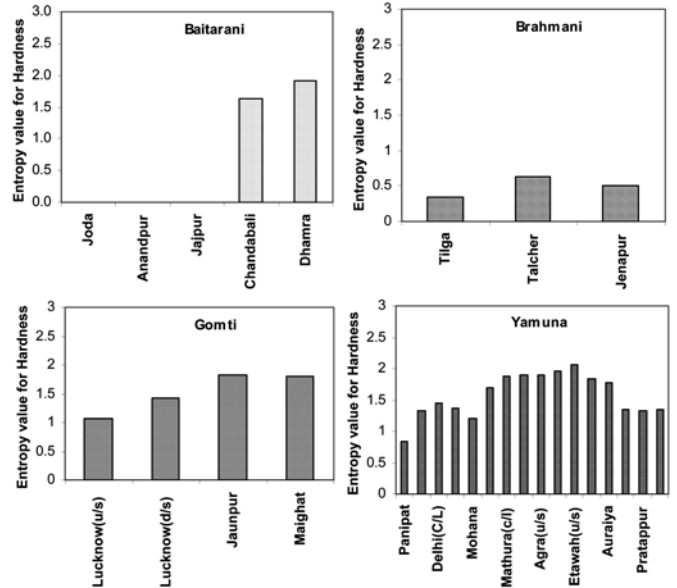 Baitarani
Entropy value for Hardness
3.0
2.5
2.0
1.5
1.0
0.5
0.0
Joda
Anandpur
Jajpur
Chandabali
Dhamra
Brahmani
Entropy value for Hardness
3
2.5
2
1.5
1
0.5
0
Tilga
Talcher
Jenapur
Gomti
Entropy value for Hardness
3
2.5
2
1.5
1
0.5
0
Lucknow(u/s)
Lucknow(d/s)
Jaunpur
Maighat
Yamuna
Entropy value for Hardness
3
2.5
2
1.5
1
0.5
0
Panipat
Delhi(C/L)
Mohana
Mathura(c/l)
Agra(u/s)
Etawah(u/s)
Auraiya
Pratappur